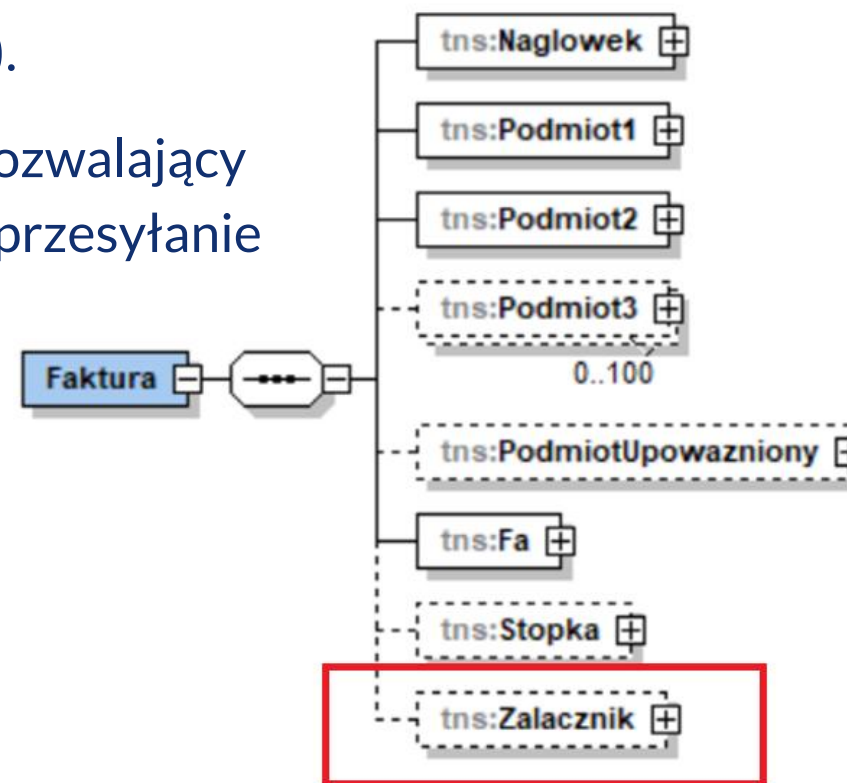 ).
ozwalający
przesyłanie
Faktura
tns:Naglowek
tns:Podmiot1
tns:Podmiot2
tns:Podmiot3
0..100
tns:PodmiotUpowazniony
tns:Fa
tns:Stopka
tns:Zalacznik